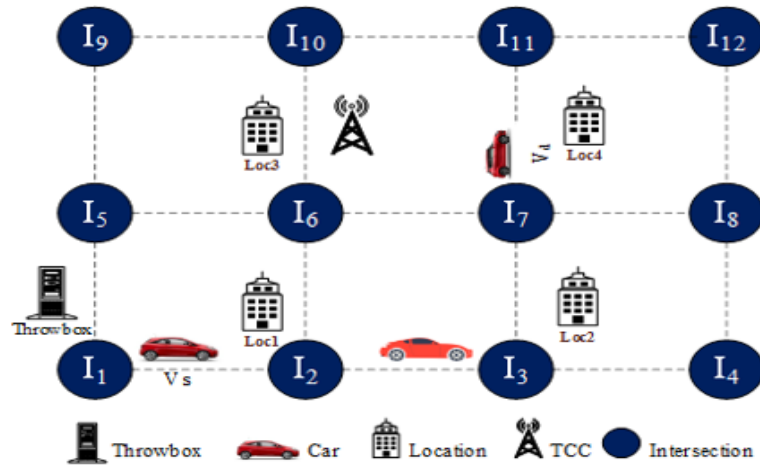 I9 I10 I11 I12
Loc3 Vd Loc4
I5 I6 I7 I8
Throwbox Loc1 Loc2
I1 Vs I2 I3 I4
Throwbox Car Location TCC Intersection